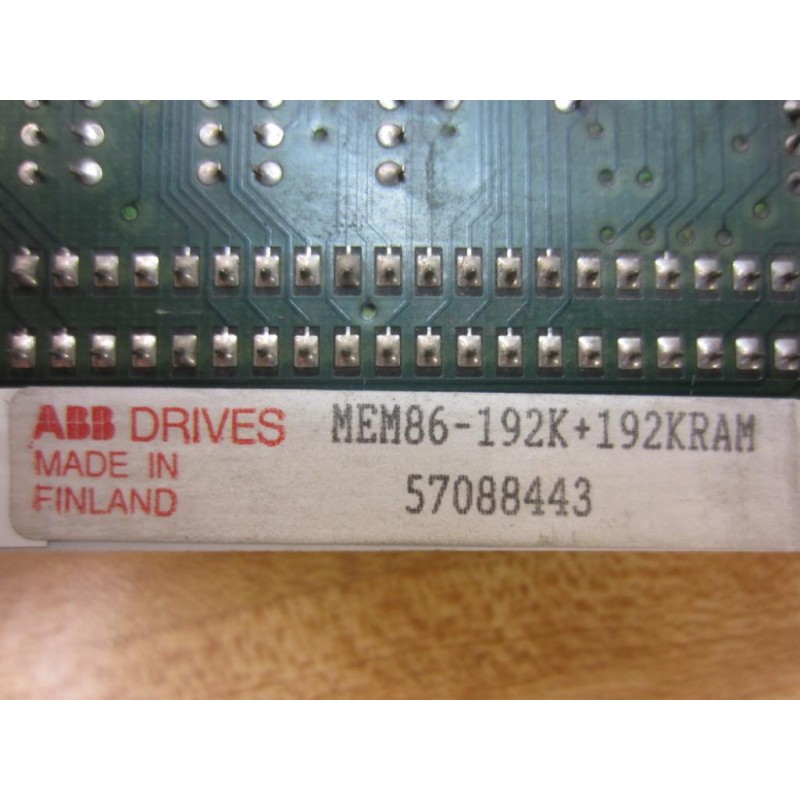 ABB DRIVES MEM86-192K+192KRAM
MADE IN
FINLAND 57088443